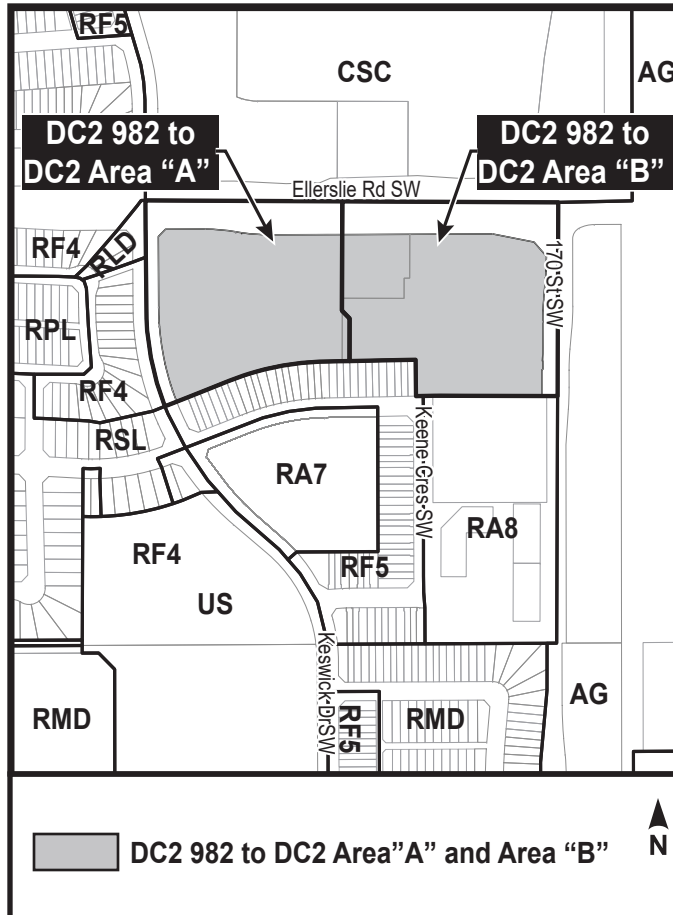 RF5
CSC
AG
DC2 982 to
DC2 Area “A”
DC2 982 to
DC2 Area “B”
Ellerslie Rd SW
RF4
RLD
170 St SW
RPL
RF4
RSL
Keene Cres SW
RA7
RA8
RF4
RF5
US
Keswick Dr SW
AG
RMD
RF5
RMD
DC2 982 to DC2 Area”A” and Area “B”
N